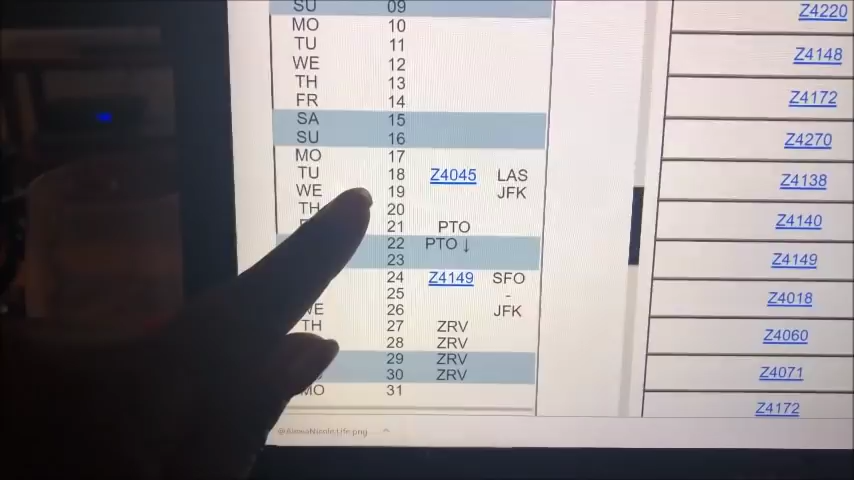 SU 09
MO 10
TU 11
WE 12
TH 13
FR 14
SA 15
SU 16
MO 17
TU 18 Z4045 LAS
WE 19 JFK
TH 20
21 PTO
22 PTO ↓
23
24 Z4149 SFO
25 -
WE 26 JFK
TH 27 ZRV
28 ZRV
29 ZRV
30 ZRV
MO 31
Z4220
Z4148
Z4172
Z4270
Z4138
Z4140
Z4149
Z4018
Z4060
Z4071
Z4172